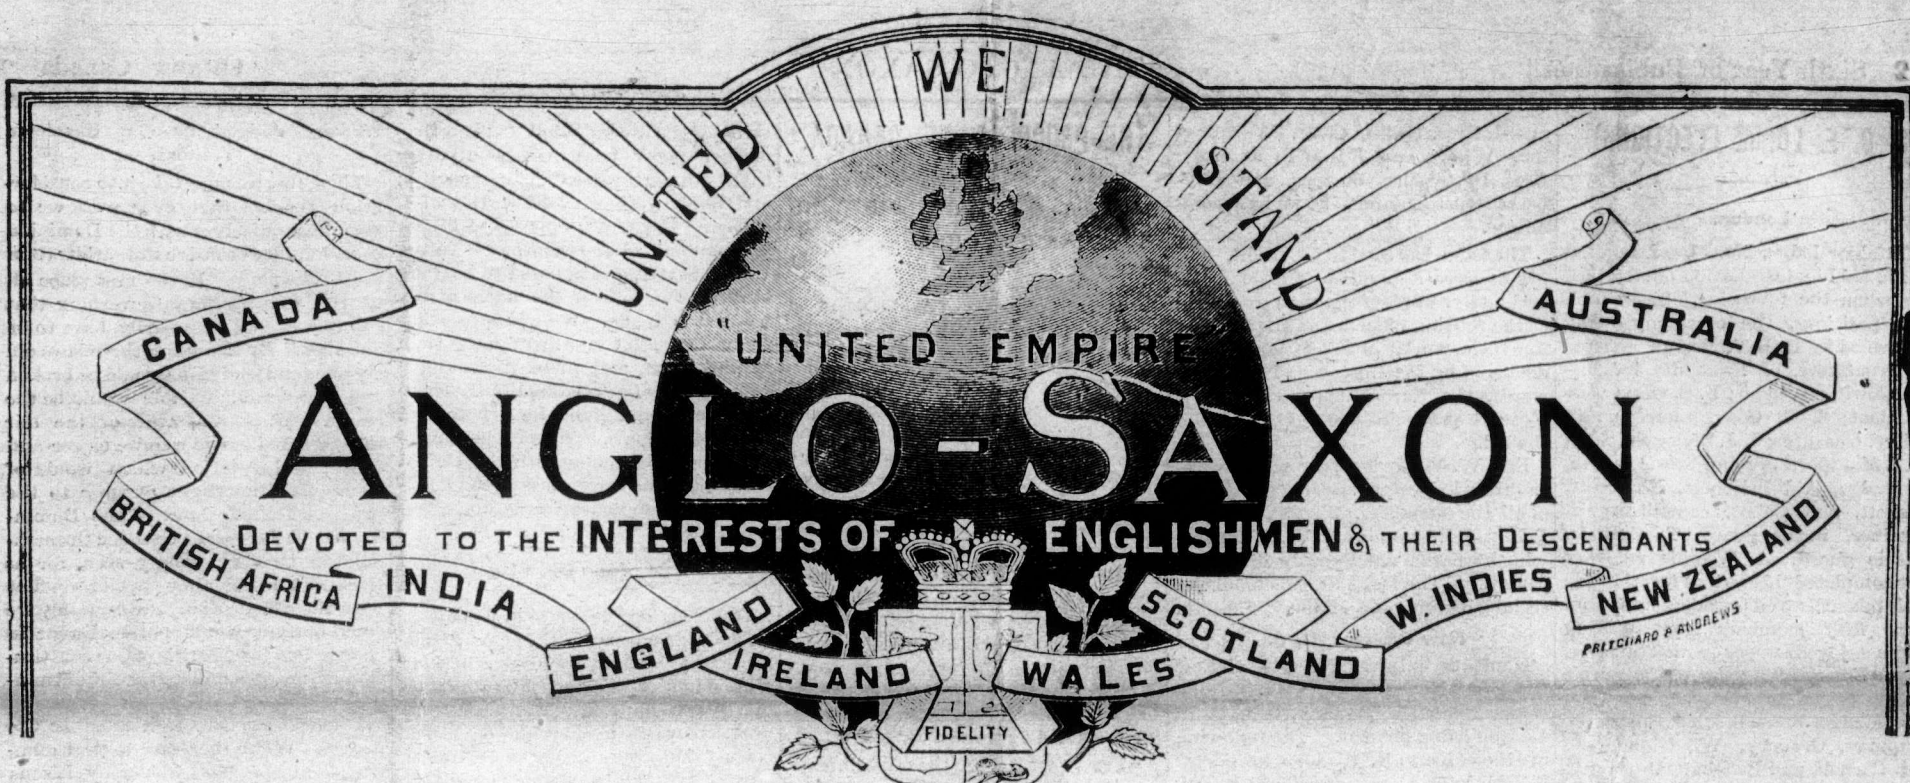 WE
UNITED STAND
"UNITED EMPIRE"
CANADA
AUSTRALIA
ANGLO-SAXON
DEVOTED TO THE INTERESTS OF ENGLISHMEN & THEIR DESCENDANTS
BRITISH AFRICA
INDIA
ENGLAND
IRELAND
WALES
SCOTLAND
W. INDIES
NEW ZEALAND
PRITCHARD & ANDREWS
FIDELITY